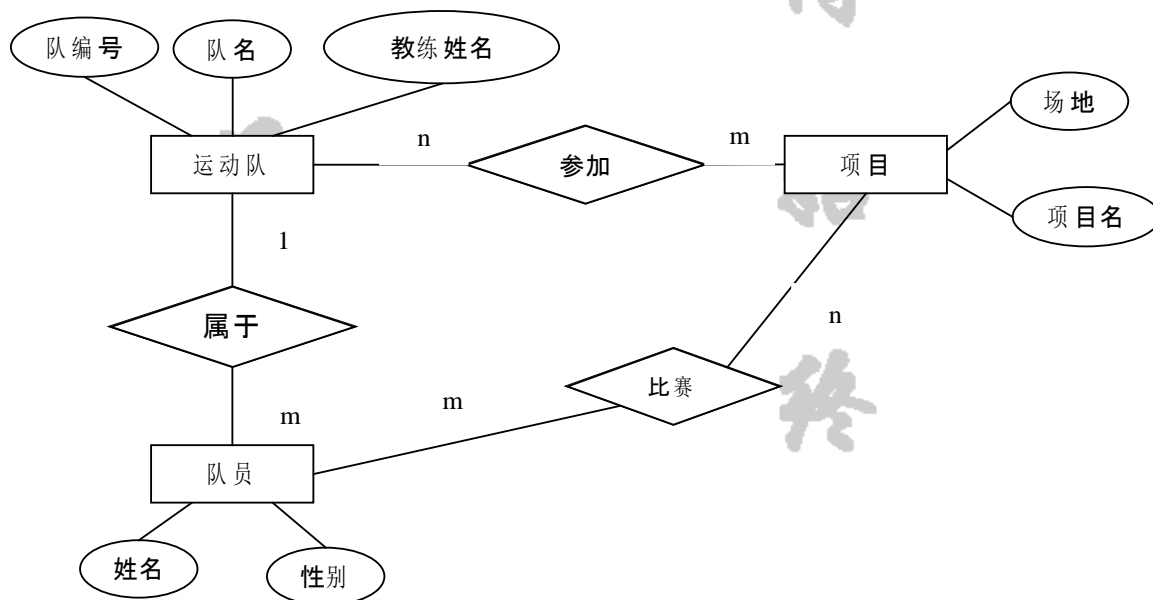 队编号 队名 教练姓名
场地
运动队 n 参加 m 项目
项目名
1
属于
n
比赛
m
m
队员
姓名 性别